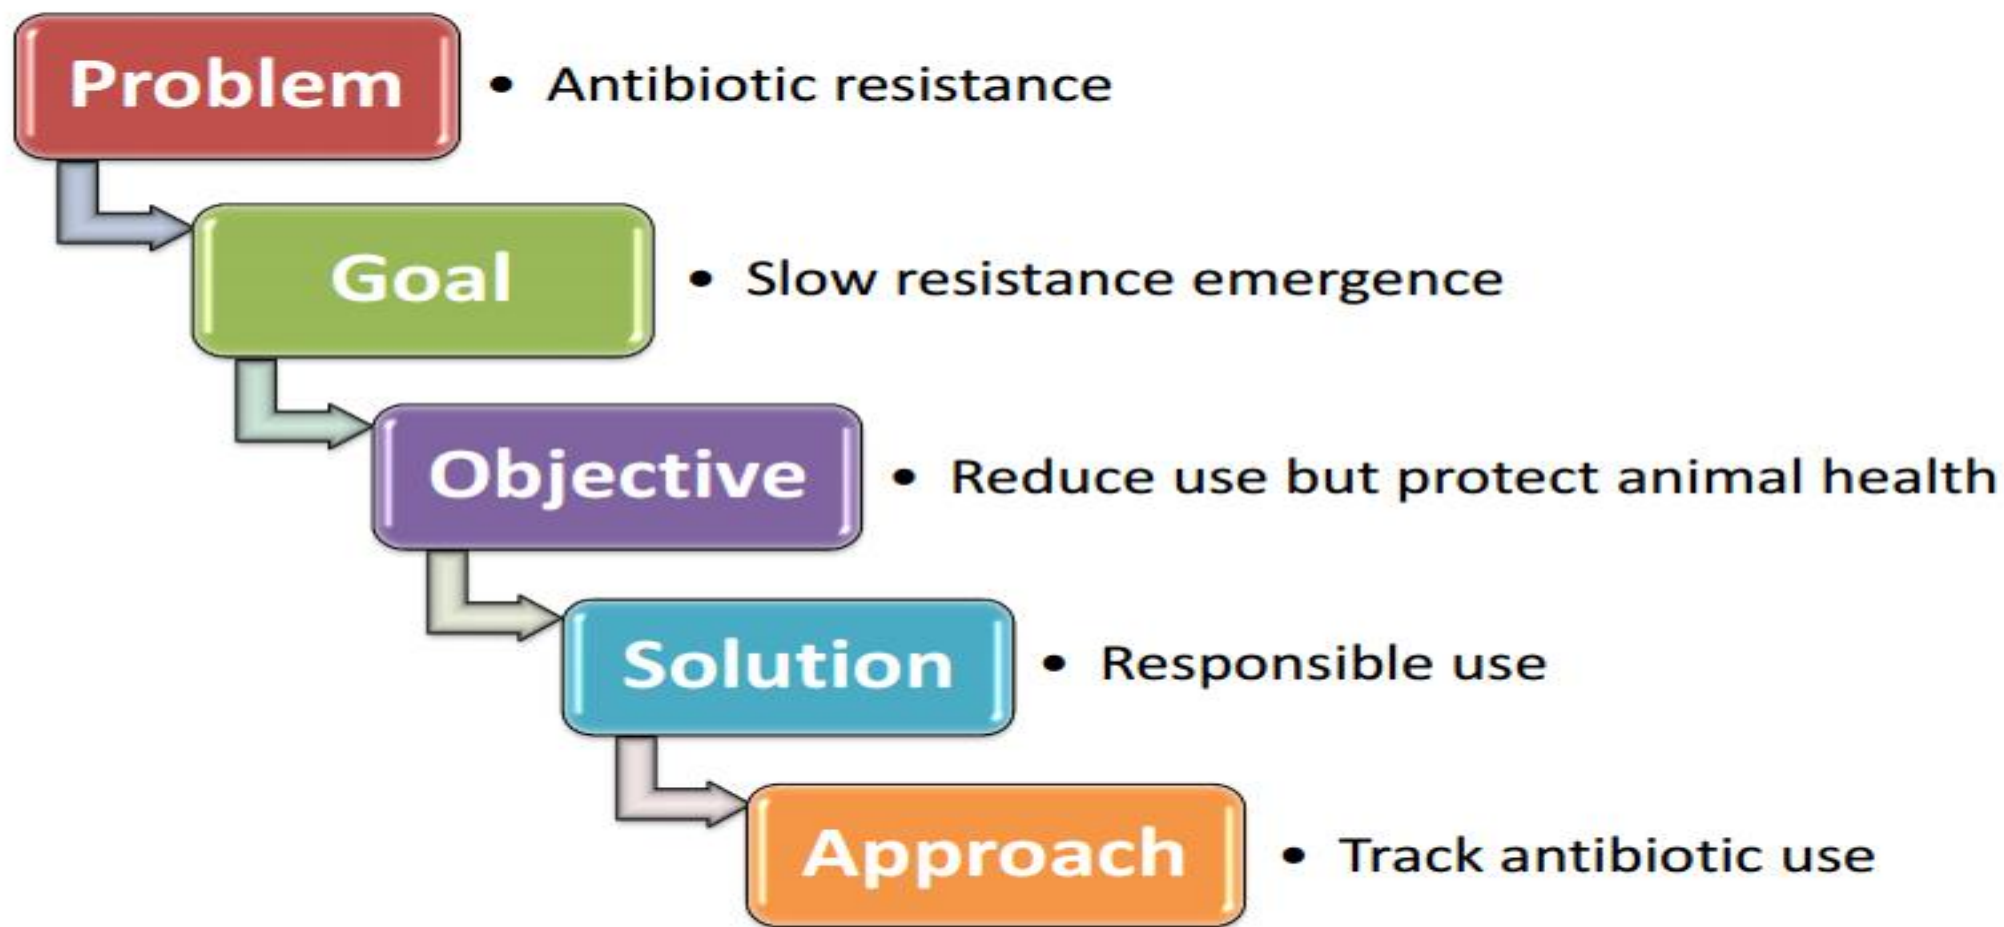 Problem • Antibiotic resistance
Goal • Slow resistance emergence
Objective • Reduce use but protect animal health
Solution • Responsible use
Approach • Track antibiotic use